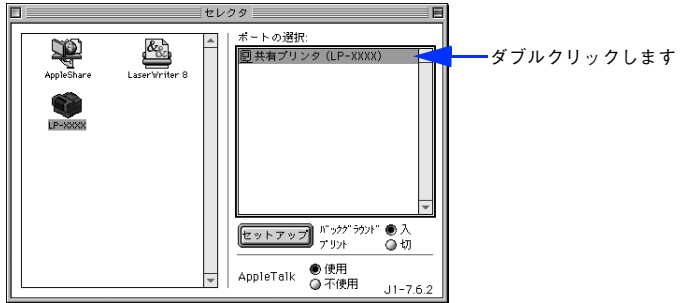 セレクタ
AppleShare
LaserWriter 8
LP-XXXX
ポートの選択:
共有プリンタ (LP-XXXX)
ダブルクリックします
セットアップ
バックグラウンド
プリント
入
切
AppleTalk
使用
不使用
J1-7.6.2